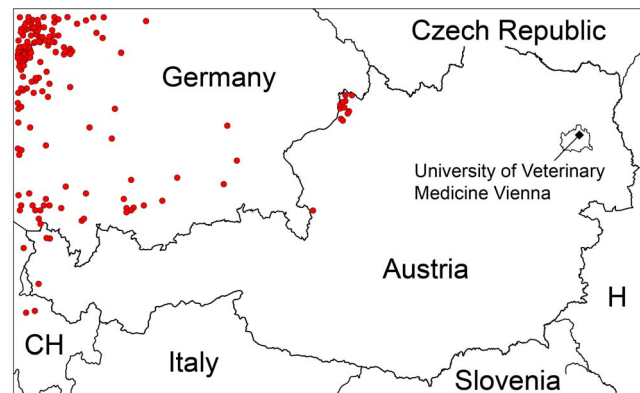 Czech Republic
Germany
University of Veterinary
Medicine Vienna
Austria
H
CH
Italy
Slovenia